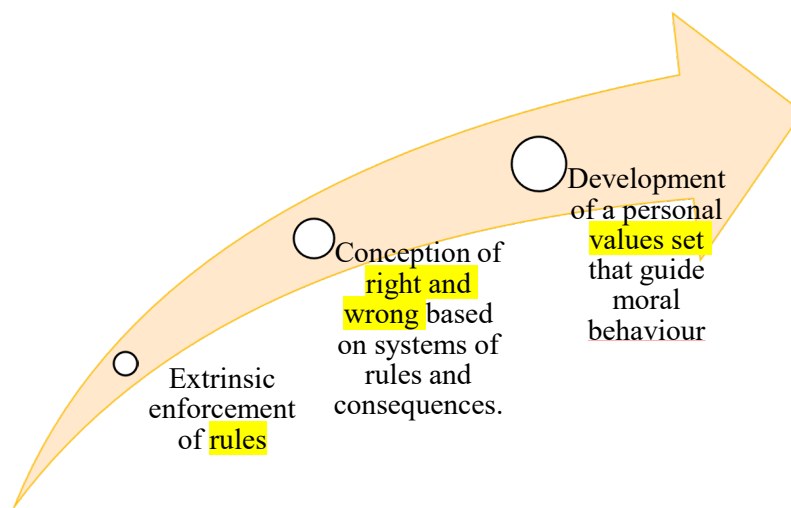 Extrinsic
enforcement
of rules
Conception of
right and
wrong based
on systems of
rules and
consequences.
Development
of a personal
values set
that guide
moral
behaviour